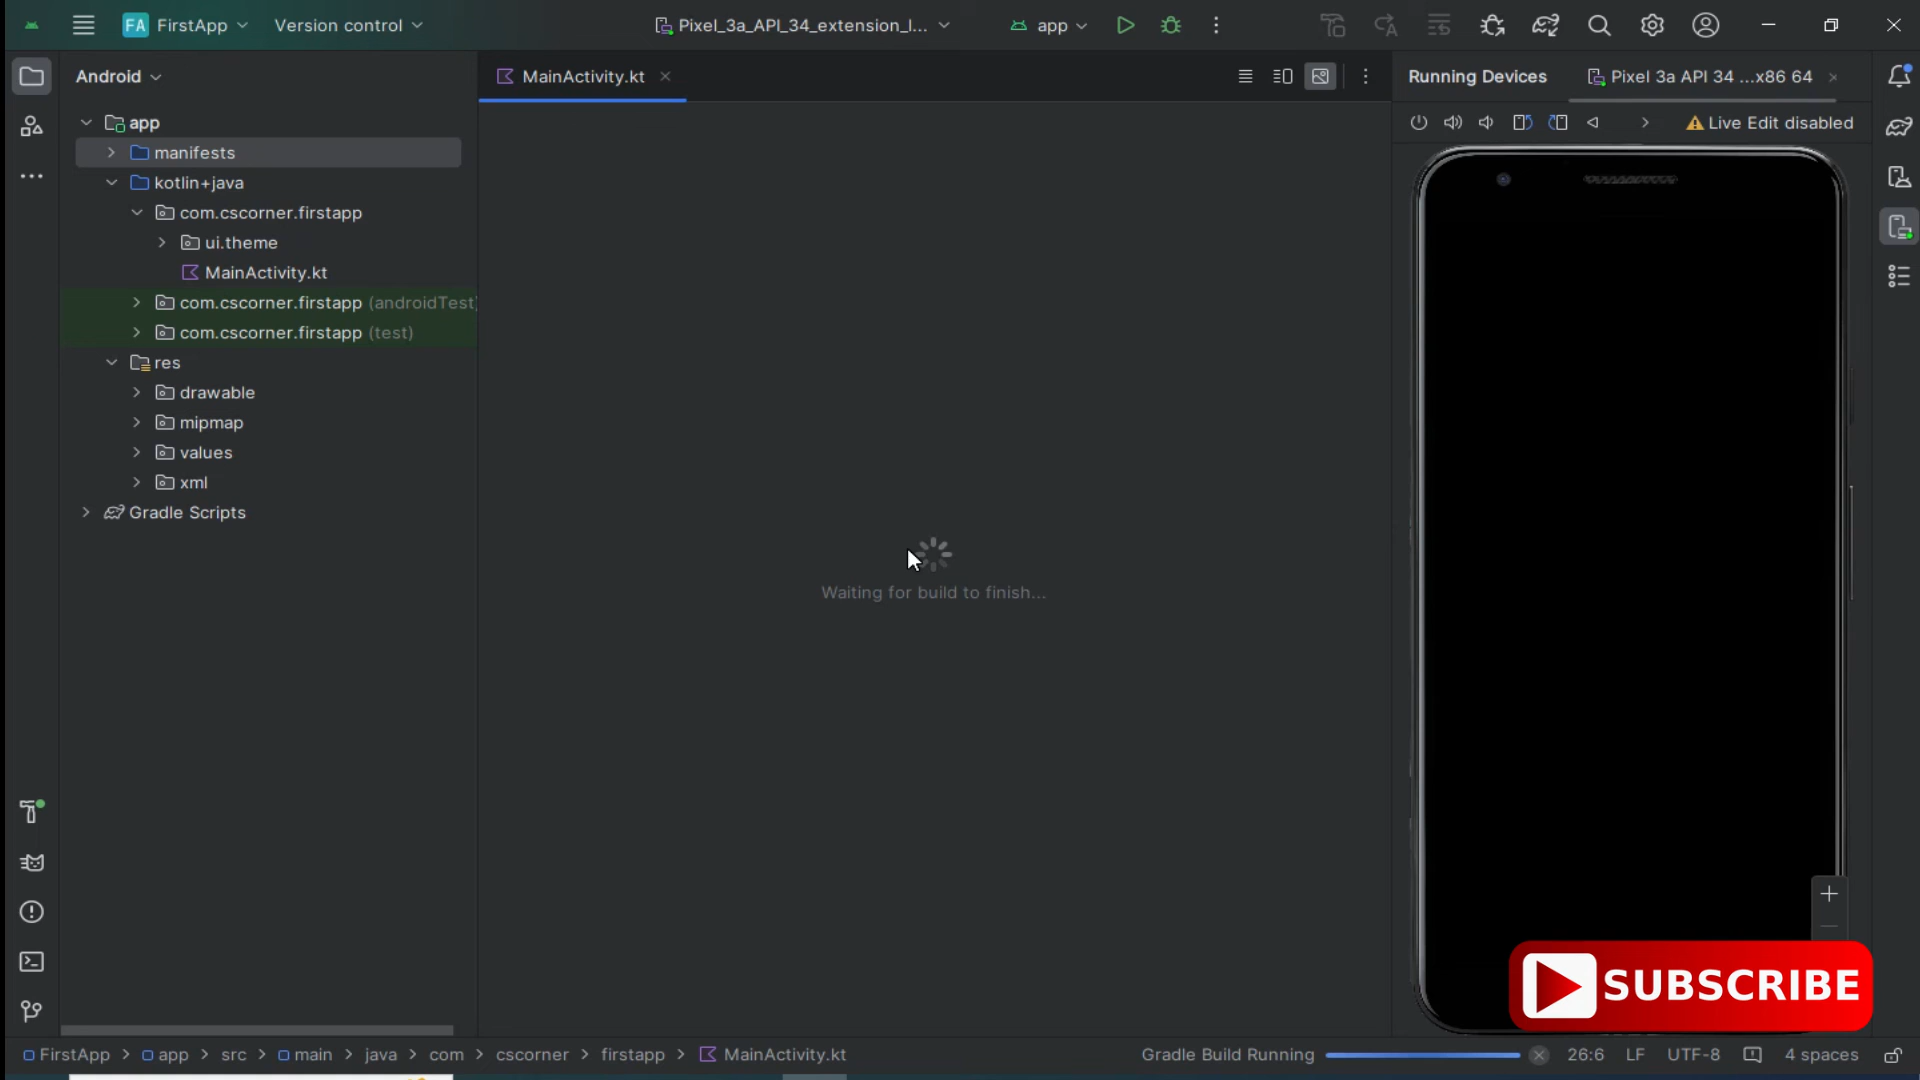 FA FirstApp Version control Pixel_3a_API_34_extension_l... app
Android MainActivity.kt Running Devices Pixel 3a API 34 ...x86 64
Live Edit disabled
app
manifests
kotlin+java
com.cscorner.firstapp
ui.theme
MainActivity.kt
com.cscorner.firstapp (androidTest)
com.cscorner.firstapp (test)
res
drawable
mipmap
values
xml
Gradle Scripts
Waiting for build to finish...
SUBSCRIBE
FirstApp > app > src > main > java > com > cscorner > firstapp > MainActivity.kt Gradle Build Running 26:6 LF UTF-8 4 spaces